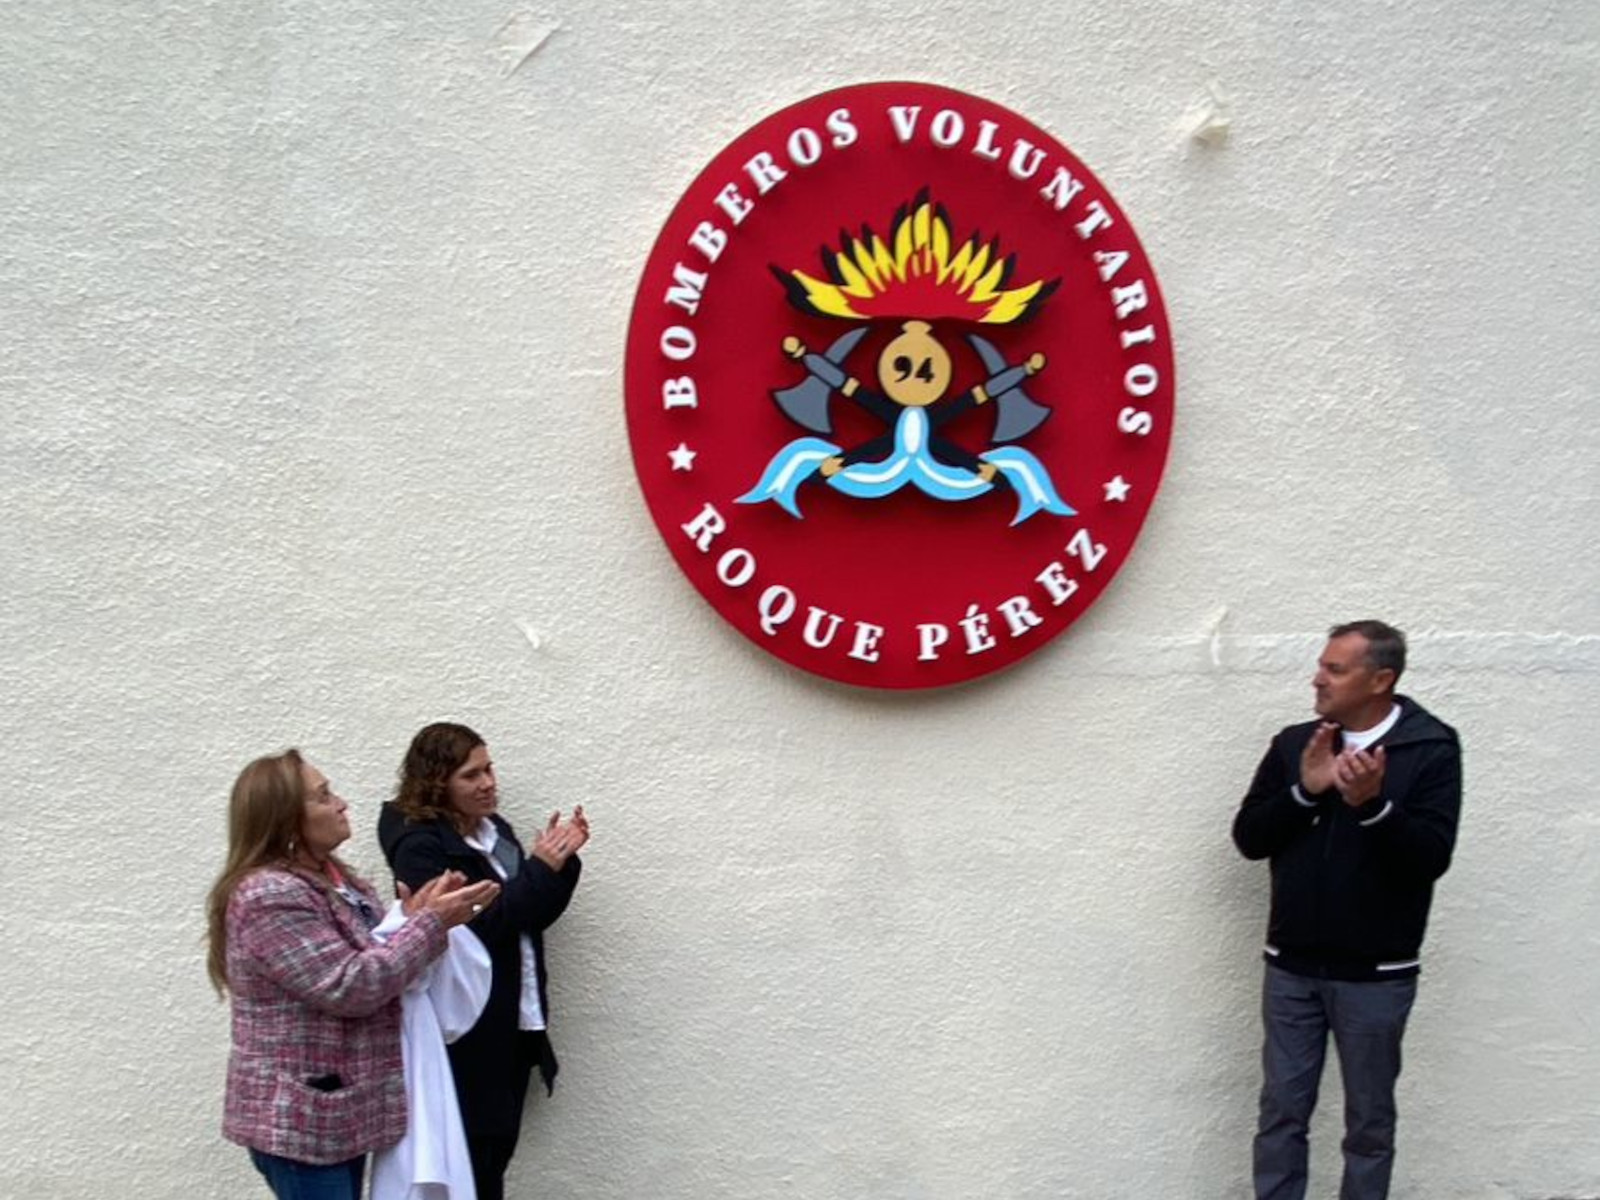 BOMBEROS VOLUNTARIOS
94
ROQUE PÉREZ